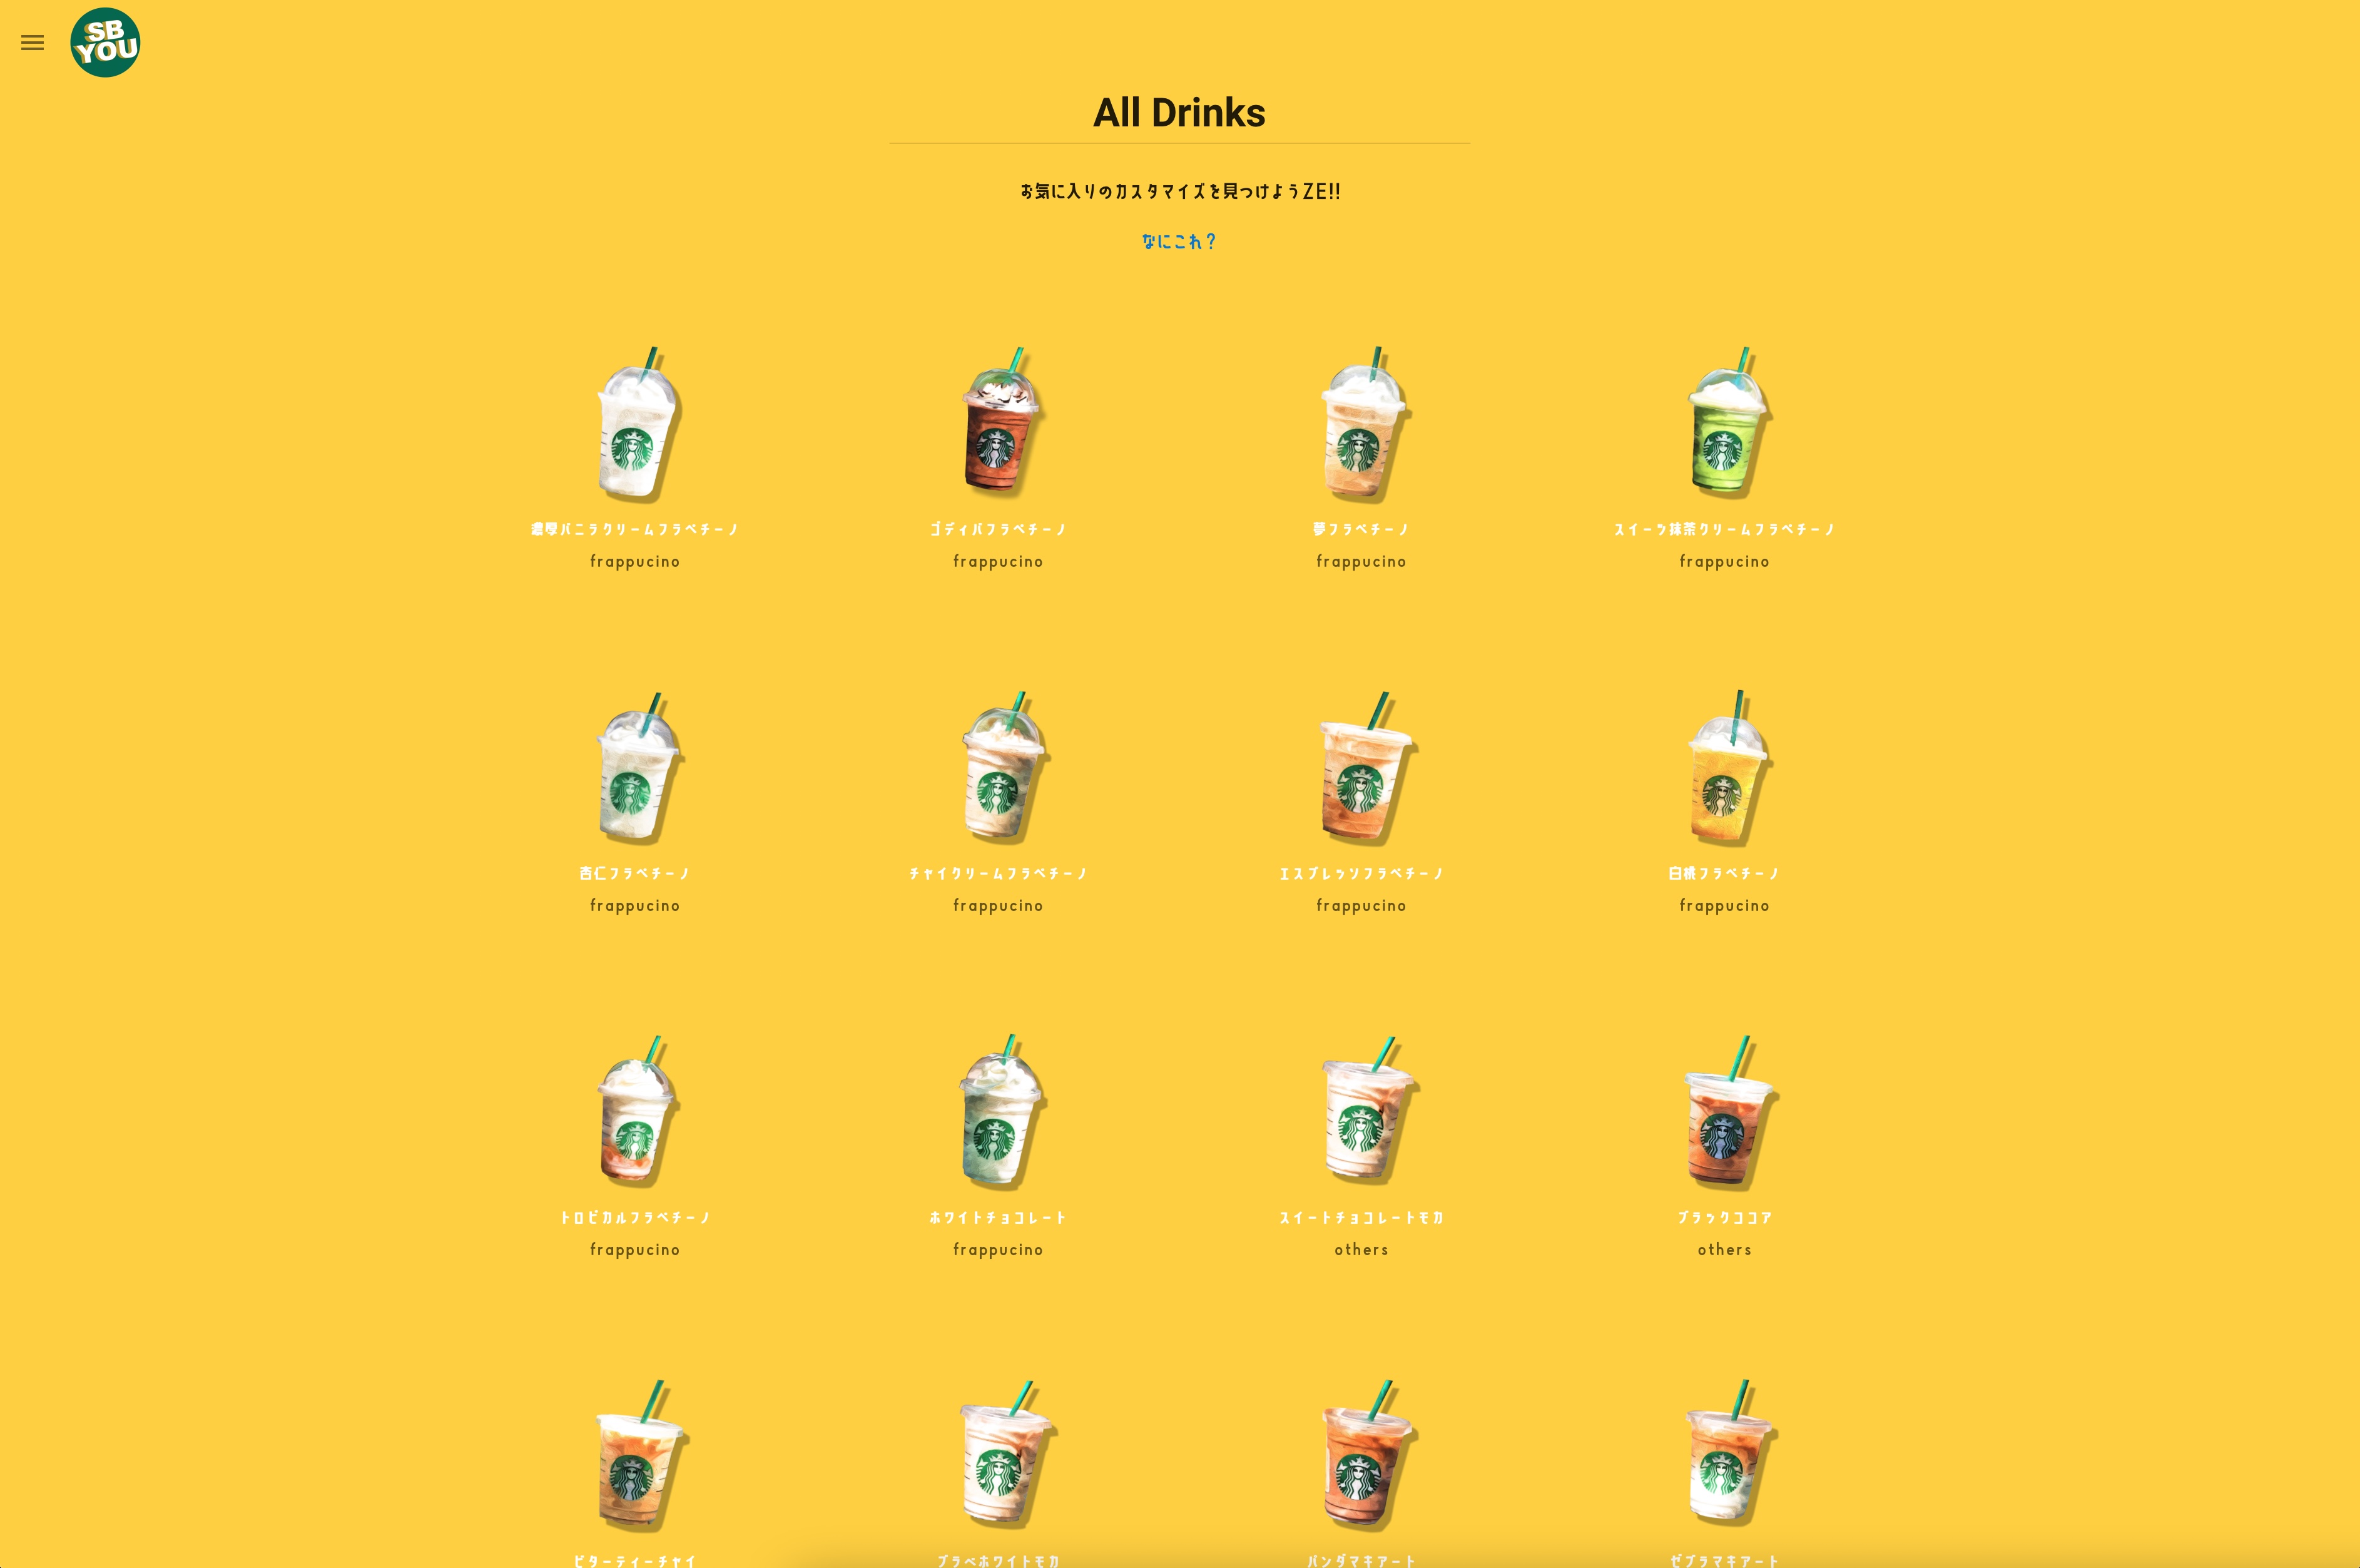 SB
YOU
All Drinks
お気に入りのカスタマイズを見つけようZE!!
なにこれ？
濃厚バニラクリームフラペチーノ
frappucino
ゴディバフラペチーノ
frappucino
夢フラペチーノ
frappucino
スイーツ抹茶クリームフラペチーノ
frappucino
杏仁フラペチーノ
frappucino
チャイクリームフラペチーノ
frappucino
エスプレッソフラペチーノ
frappucino
白桃フラペチーノ
frappucino
トロピカルフラペチーノ
frappucino
ホワイトチョコレート
frappucino
スイートチョコレートモカ
others
ブラックココア
others
ビターティーチャイ
ブラベホワイトモカ
パンダマキアート
ゼブラマキアート